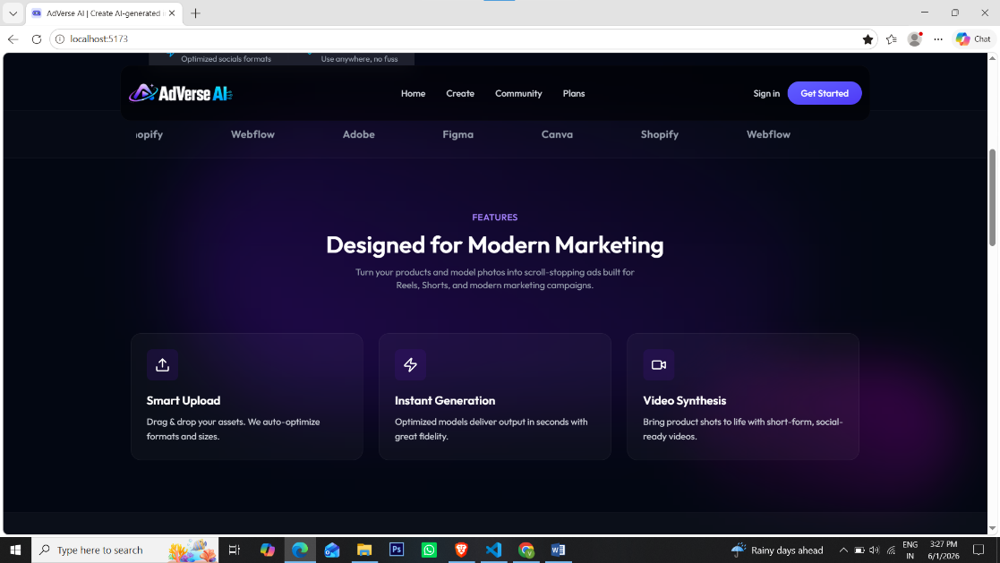 AdVerse AI | Create AI-generated
localhost:5173
Chat
Optimized socials formats
Use anywhere, no fuss
AdVerse AI
Home
Create
Community
Plans
Sign in
Get Started
opify
Webflow
Adobe
Figma
Canva
Shopify
Webflow
FEATURES
Designed for Modern Marketing
Turn your products and model photos into scroll-stopping ads built for
Reels, Shorts, and modern marketing campaigns.
Smart Upload
Drag & drop your assets. We auto-optimize
formats and sizes.
Instant Generation
Optimized models deliver output in seconds with
great fidelity.
Video Synthesis
Bring product shots to life with short-form, social-
ready videos.
Type here to search
Ps
Rainy days ahead
ENG
IN
3:27 PM
6/1/2026